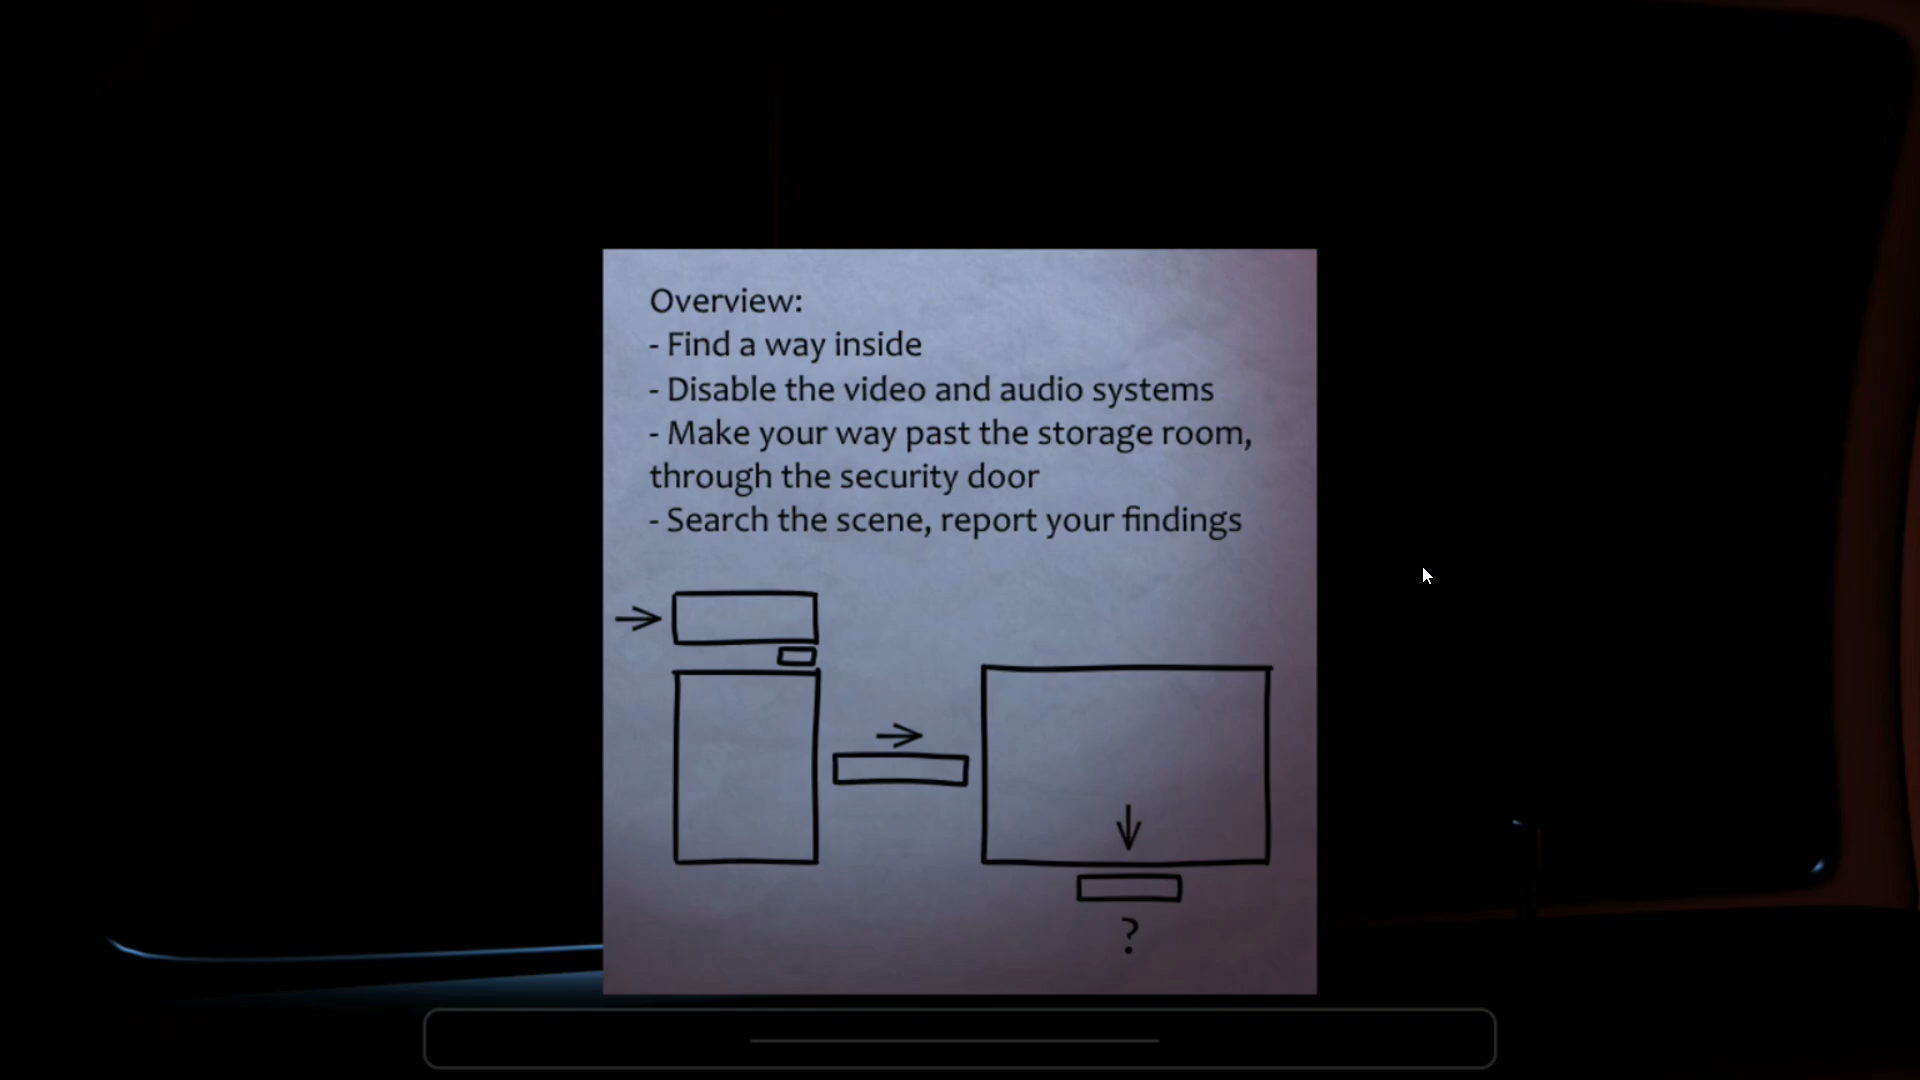 Overview:
- Find a way inside
- Disable the video and audio systems
- Make your way past the storage room,
through the security door
- Search the scene, report your findings
?